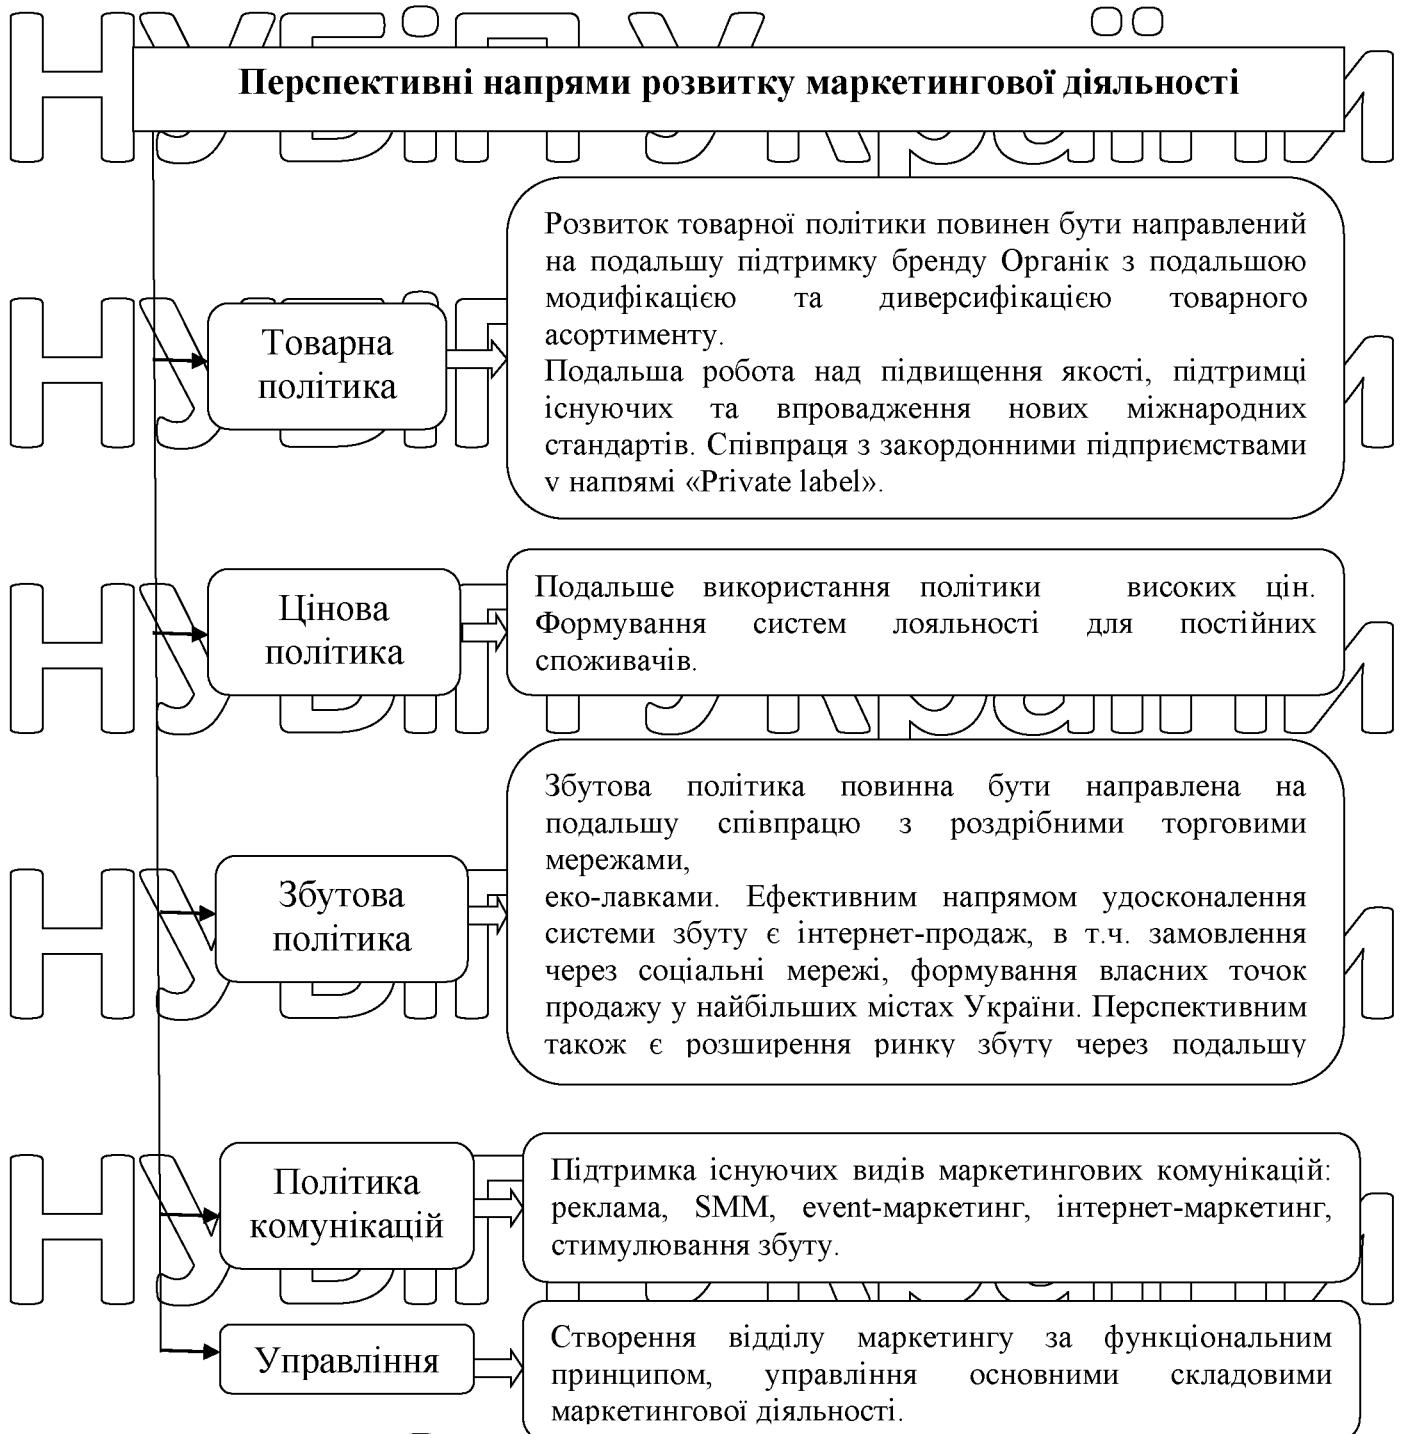 НУБіП України
Перспективні напрями розвитку маркетингової діяльності
Товарна
політика
Розвиток товарної політики повинен бути направлений
на подальшу підтримку бренду Органік з подальшою
модифікацією та диверсифікацією товарного
асортименту.
Подальша робота над підвищення якості, підтримці
існуючих та впровадження нових міжнародних
стандартів. Співпраця з закордонними підприємствами
у напрямі «Private label».
Цінова
політика
Подальше використання політики високих цін.
Формування систем лояльності для постійних
споживачів.
Збутова
політика
Збутова політика повинна бути направлена на
подальшу співпрацю з роздрібними торговими
мережами,
еко-лавками. Ефективним напрямом удосконалення
системи збуту є інтернет-продаж, в т.ч. замовлення
через соціальні мережі, формування власних точок
продажу у найбільших містах України. Перспективним
також є розширення ринку збуту через подальшу
Політика
комунікацій
Підтримка існуючих видів маркетингових комунікацій:
реклама, SMM, event-маркетинг, інтернет-маркетинг,
стимулювання збуту.
Управління
Створення відділу маркетингу за функціональним
принципом, управління основними складовими
маркетингової діяльності.